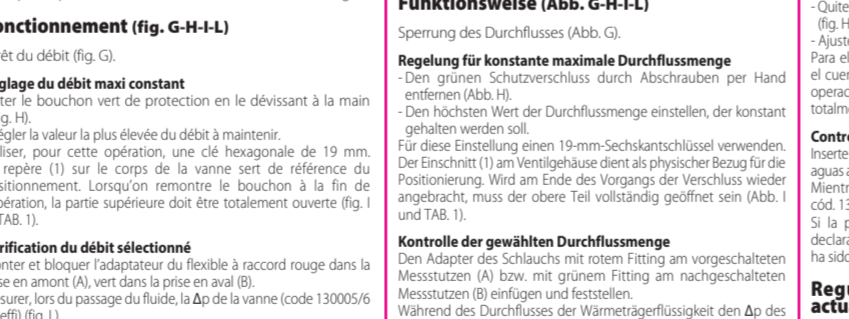 onctionnement (fig. G-H-I-L)
êt du débit (fig. G).
glage du débit maxi constant
ter le bouchon vert de protection en le dévissant à la main
g. H).
égler la valeur la plus élevée du débit à maintenir.
liser, pour cette opération, une clé hexagonale de 19 mm.
repère (1) sur le corps de la vanne sert de référence du
sitionnement. Lorsqu'on remonte le bouchon à la fin de
pération, la partie supérieure doit être totalement ouverte (fig. I
TAB. 1).
rification du débit sélectionné
onter et bloquer l'adaptateur du flexible à raccord rouge dans la
se en amont (A), vert dans la prise en aval (B).
surer, lors du passage du fluide, la Δp de la vanne (code 130005/6
effi) (fig. L).
Funktionsweise (Abb. G-H-I-L)
Sperrung des Durchflusses (Abb. G).
Regelung für konstante maximale Durchflussmenge
- Den grünen Schutzverschluss durch Abschrauben per Hand
entfernen (Abb. H).
- Den höchsten Wert der Durchflussmenge einstellen, der konstant
gehalten werden soll.
Für diese Einstellung einen 19-mm-Sechskantschlüssel verwenden.
Der Einschnitt (1) am Ventilgehäuse dient als physischer Bezug für die
Positionierung. Wird am Ende des Vorgangs der Verschluss wieder
angebracht, muss der obere Teil vollständig geöffnet sein (Abb. I
und TAB. 1).
Kontrolle der gewählten Durchflussmenge
Den Adapter des Schlauchs mit rotem Fitting am vorgeschalteten
Messstutzen (A) bzw. mit grünem Fitting am nachgeschalteten
Messstutzen (B) einfügen und feststellen.
Während des Durchflusses der Wärmeträgerflüssigkeit den Δp des
- Quite
(fig. H
- Ajuste
Para el
el cuer
operac
totalm
Contro
Inserte
aguas a
Mientr
cód. 13
Si la p
declara
ha sido
Regu
actu